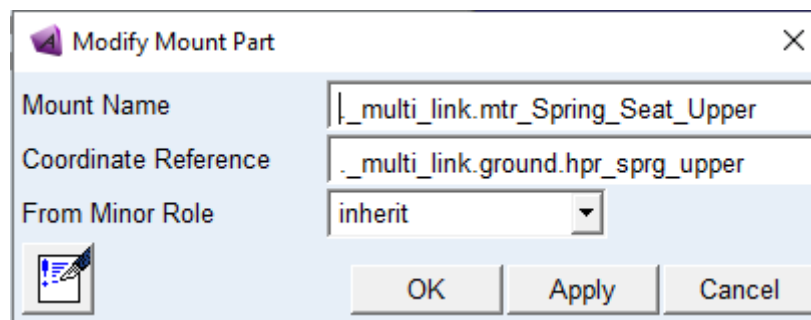 Modify Mount Part
Mount Name ._multi_link.mtr_Spring_Seat_Upper
Coordinate Reference ._multi_link.ground.hpr_sprg_upper
From Minor Role inherit
OK Apply Cancel